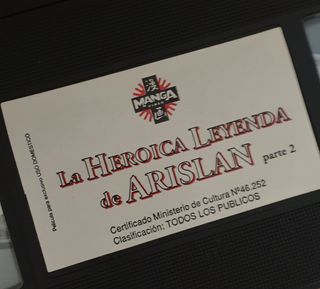 MANGA
VIDEO
LA HEROICA LEYENDA
de ARISLAN parte 2
Certificado Ministerio de Cultura Nº46.252
Clasificación: TODOS LOS PUBLICOS
Película para exclusivo USO DOMESTICO